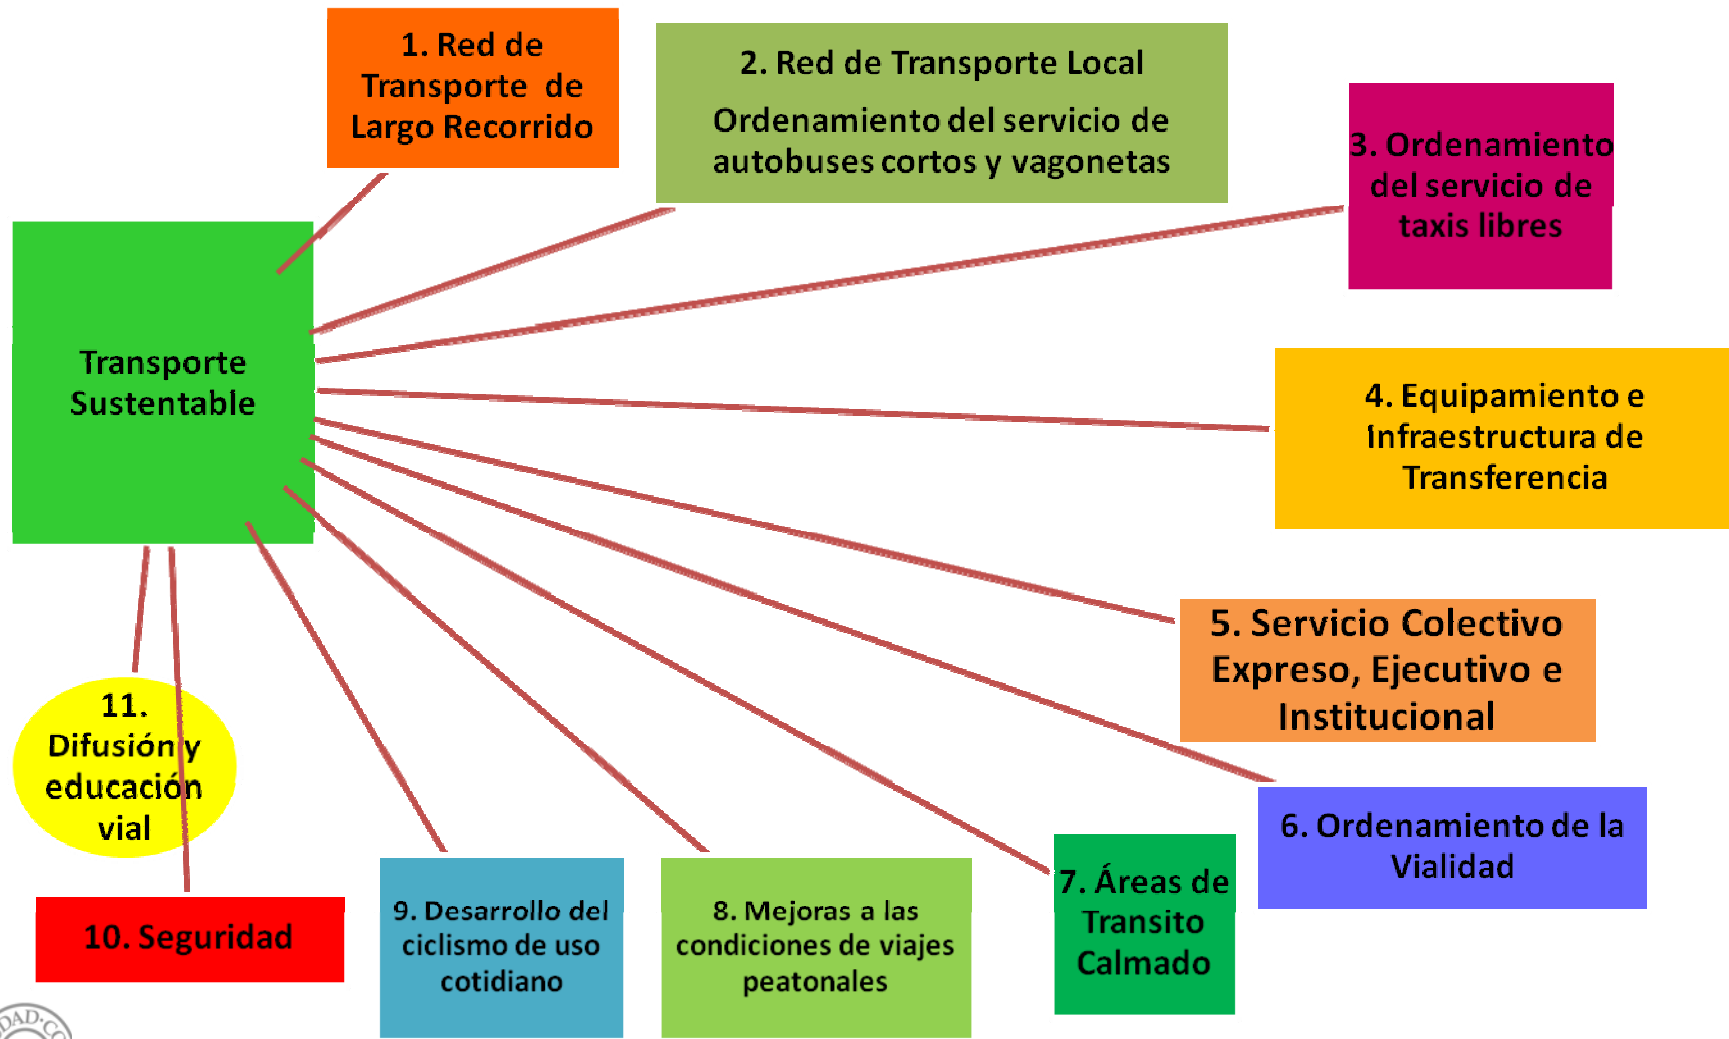 1. Red de
Transporte de
Largo Recorrido
2. Red de Transporte Local
Ordenamiento del servicio de
autobuses cortos y vagonetas
3. Ordenamiento
del servicio de
taxis libres
Transporte
Sustentable
4. Equipamiento e
Infraestructura de
Transferencia
5. Servicio Colectivo
Expreso, Ejecutivo e
Institucional
6. Ordenamiento de la
Vialidad
7. Áreas de
Transito
Calmado
8. Mejoras a las
condiciones de viajes
peatonales
9. Desarrollo del
ciclismo de uso
cotidiano
10. Seguridad
11.
Difusión y
educación
vial